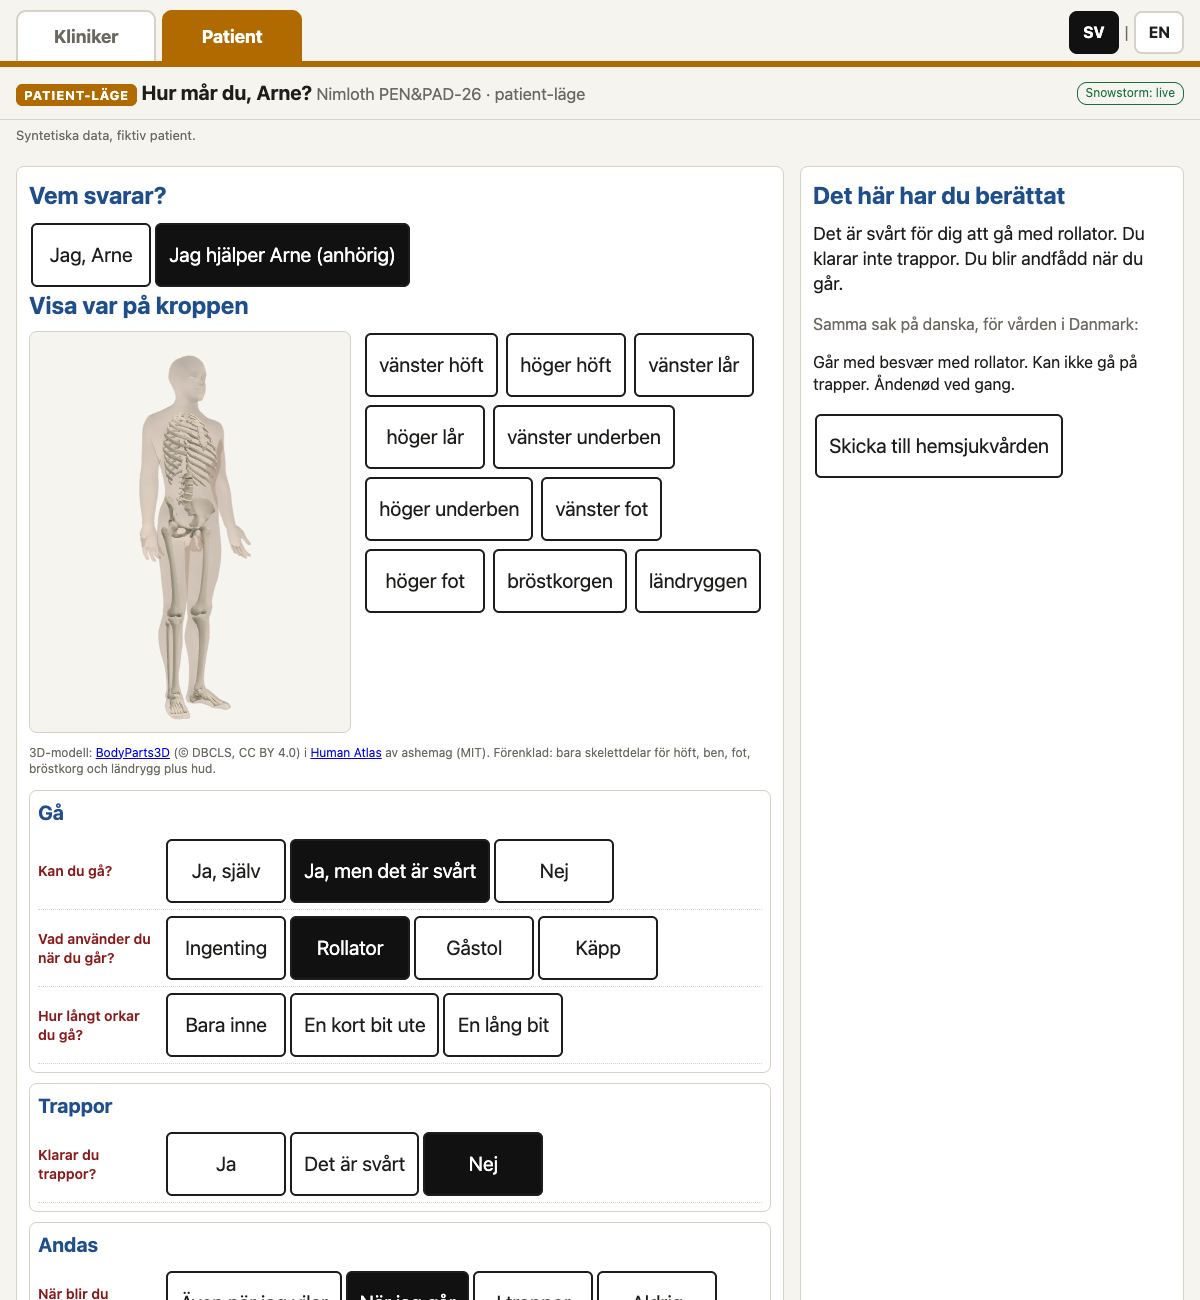 Kliniker
Patient
SV | EN
PATIENT-LÄGE Hur mår du, Arne? Nimloth PEN&PAD-26 · patient-läge
Snowstorm: live
Syntetiska data, fiktiv patient.
Vem svarar?
Jag, Arne
Jag hjälper Arne (anhörig)
Visa var på kroppen
vänster höft
höger höft
vänster lår
höger lår
vänster underben
höger underben
vänster fot
höger fot
bröstkorgen
ländryggen
3D-modell: BodyParts3D (© DBCLS, CC BY 4.0) i Human Atlas av ashemag (MIT). Förenklad: bara skelettdelar för höft, ben, fot,
bröstkorg och ländrygg plus hud.
Gå
Kan du gå?
Ja, själv
Ja, men det är svårt
Nej
Vad använder du
när du går?
Ingenting
Rollator
Gåstol
Käpp
Hur långt orkar
du gå?
Bara inne
En kort bit ute
En lång bit
Trappor
Klarar du
trappor?
Ja
Det är svårt
Nej
Andas
När blir du
Även när jag vilar
När jag går
I trappor
Aldrig
Det här har du berättat
Det är svårt för dig att gå med rollator. Du
klarar inte trappor. Du blir andfådd när du
går.
Samma sak på danska, för vården i Danmark:
Går med besvær med rollator. Kan ikke gå på
trapper. Åndenød ved gang.
Skicka till hemsjukvården